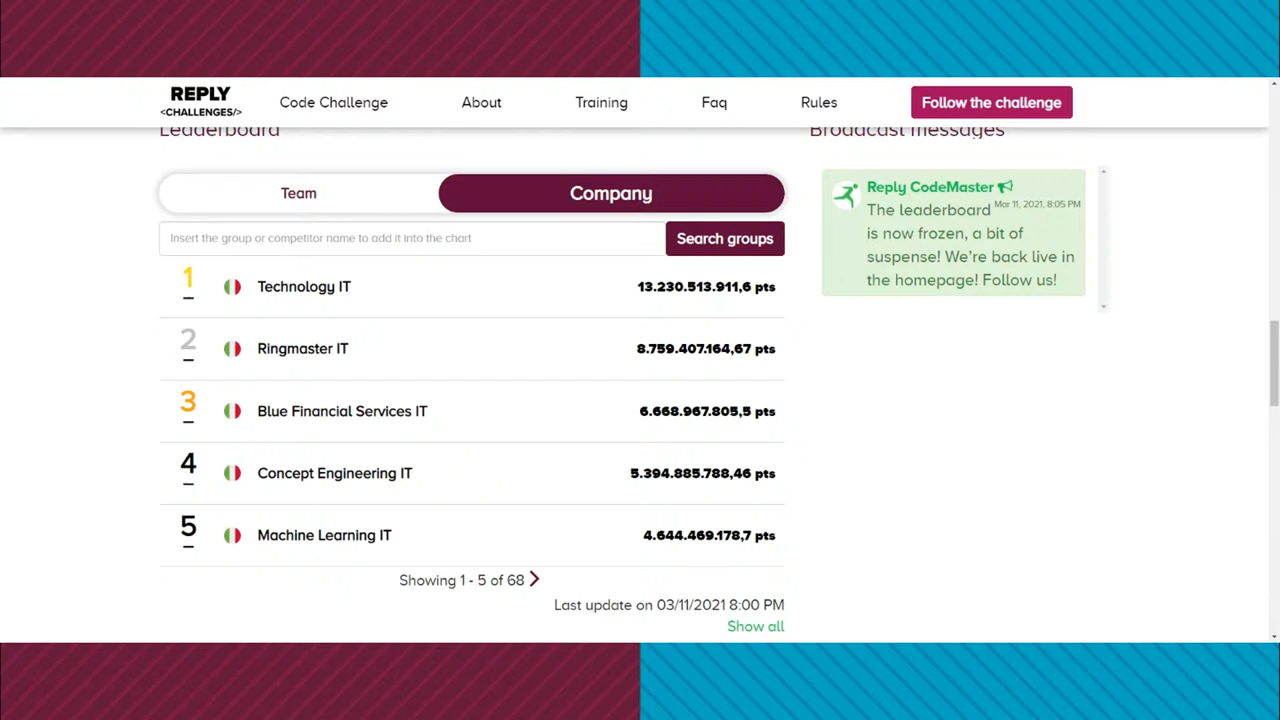 REPLY
<CHALLENGES/>
Code Challenge
About
Training
Faq
Rules
Follow the challenge
Leaderboard
Broadcast messages
Team
Company
Insert the group or competitor name to add it into the chart
Search groups
1
Technology IT
13.230.513.911,6 pts
2
Ringmaster IT
8.759.407.164,67 pts
3
Blue Financial Services IT
6.668.967.805,5 pts
4
Concept Engineering IT
5.394.885.788,46 pts
5
Machine Learning IT
4.644.469.178,7 pts
Showing 1 - 5 of 68
Last update on 03/11/2021 8:00 PM
Show all
Reply CodeMaster
Mar 11, 2021, 8:05 PM
The leaderboard
is now frozen, a bit of
suspense! We’re back live in
the homepage! Follow us!